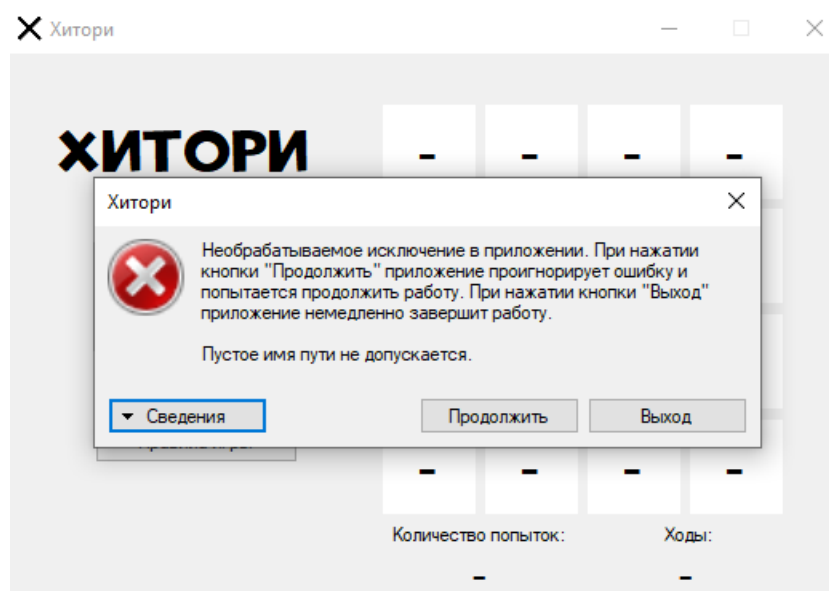 Хитори
ХИТОРИ
- - - -
Хитори
Необрабатываемое исключение в приложении. При нажатии
кнопки "Продолжить" приложение проигнорирует ошибку и
попытается продолжить работу. При нажатии кнопки "Выход"
приложение немедленно завершит работу.
Пустое имя пути не допускается.
Сведения
Продолжить
Выход
- - - -
Количество попыток:
Ходы:
- -